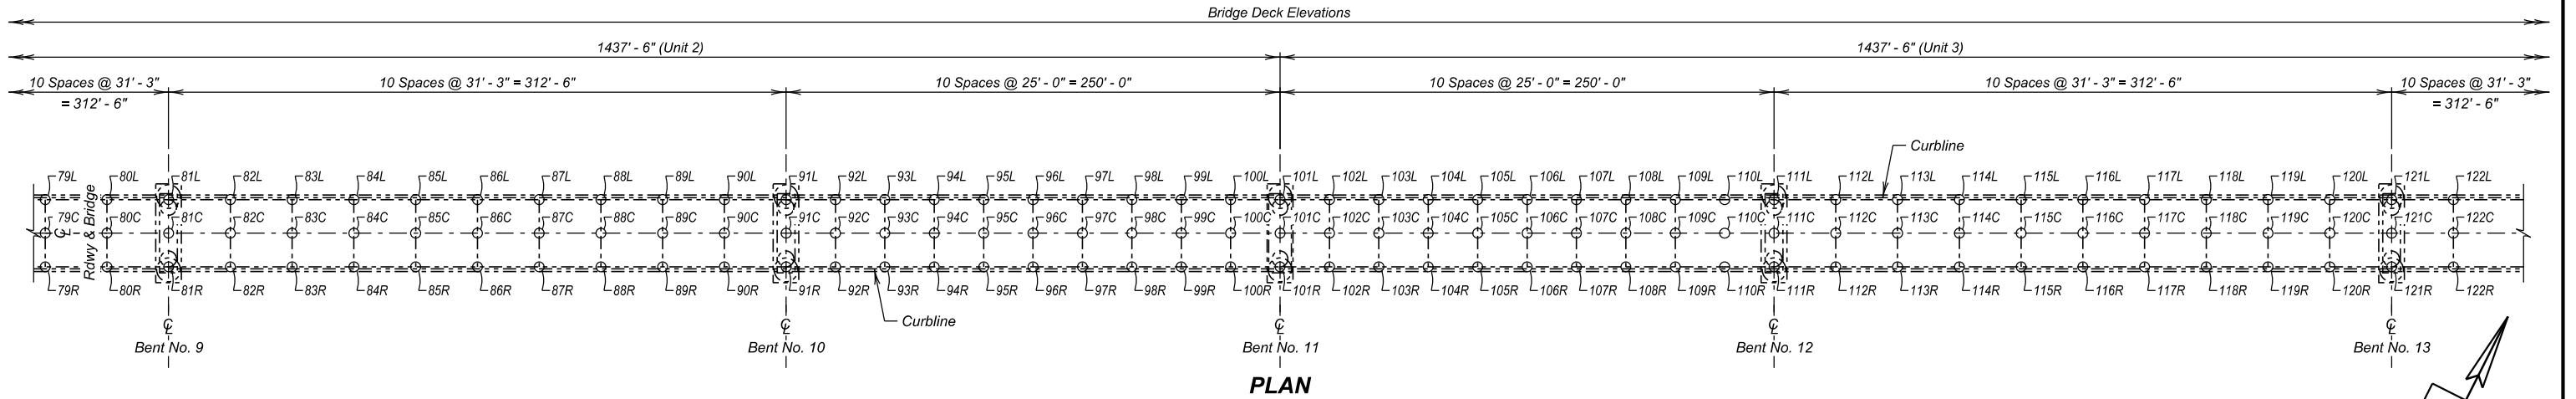 Bridge Deck Elevations
1437' - 6" (Unit 2) 1437' - 6" (Unit 3)
10 Spaces @ 31' - 3" = 312' - 6" 10 Spaces @ 31' - 3" = 312' - 6" 10 Spaces @ 25' - 0" = 250' - 0" 10 Spaces @ 25' - 0" = 250' - 0" 10 Spaces @ 31' - 3" = 312' - 6" 10 Spaces @ 31' - 3" = 312' - 6"
Curbline
79L 80L 81L 82L 83L 84L 85L 86L 87L 88L 89L 90L 91L 92L 93L 94L 95L 96L 97L 98L 99L 100L 101L 102L 103L 104L 105L 106L 107L 108L 109L 110L 111L 112L 113L 114L 115L 116L 117L 118L 119L 120L 121L 122L
79C 80C 81C 82C 83C 84C 85C 86C 87C 88C 89C 90C 91C 92C 93C 94C 95C 96C 97C 98C 99C 100C 101C 102C 103C 104C 105C 106C 107C 108C 109C 110C 111C 112C 113C 114C 115C 116C 117C 118C 119C 120C 121C 122C
℄ Rdwy & Bridge
79R 80R 81R 82R 83R 84R 85R 86R 87R 88R 89R 90R 91R 92R 93R 94R 95R 96R 97R 98R 99R 100R 101R 102R 103R 104R 105R 106R 107R 108R 109R 110R 111R 112R 113R 114R 115R 116R 117R 118R 119R 120R 121R 122R
Curbline
℄ ℄ ℄ ℄ ℄
Bent No. 9 Bent No. 10 Bent No. 11 Bent No. 12 Bent No. 13
PLAN